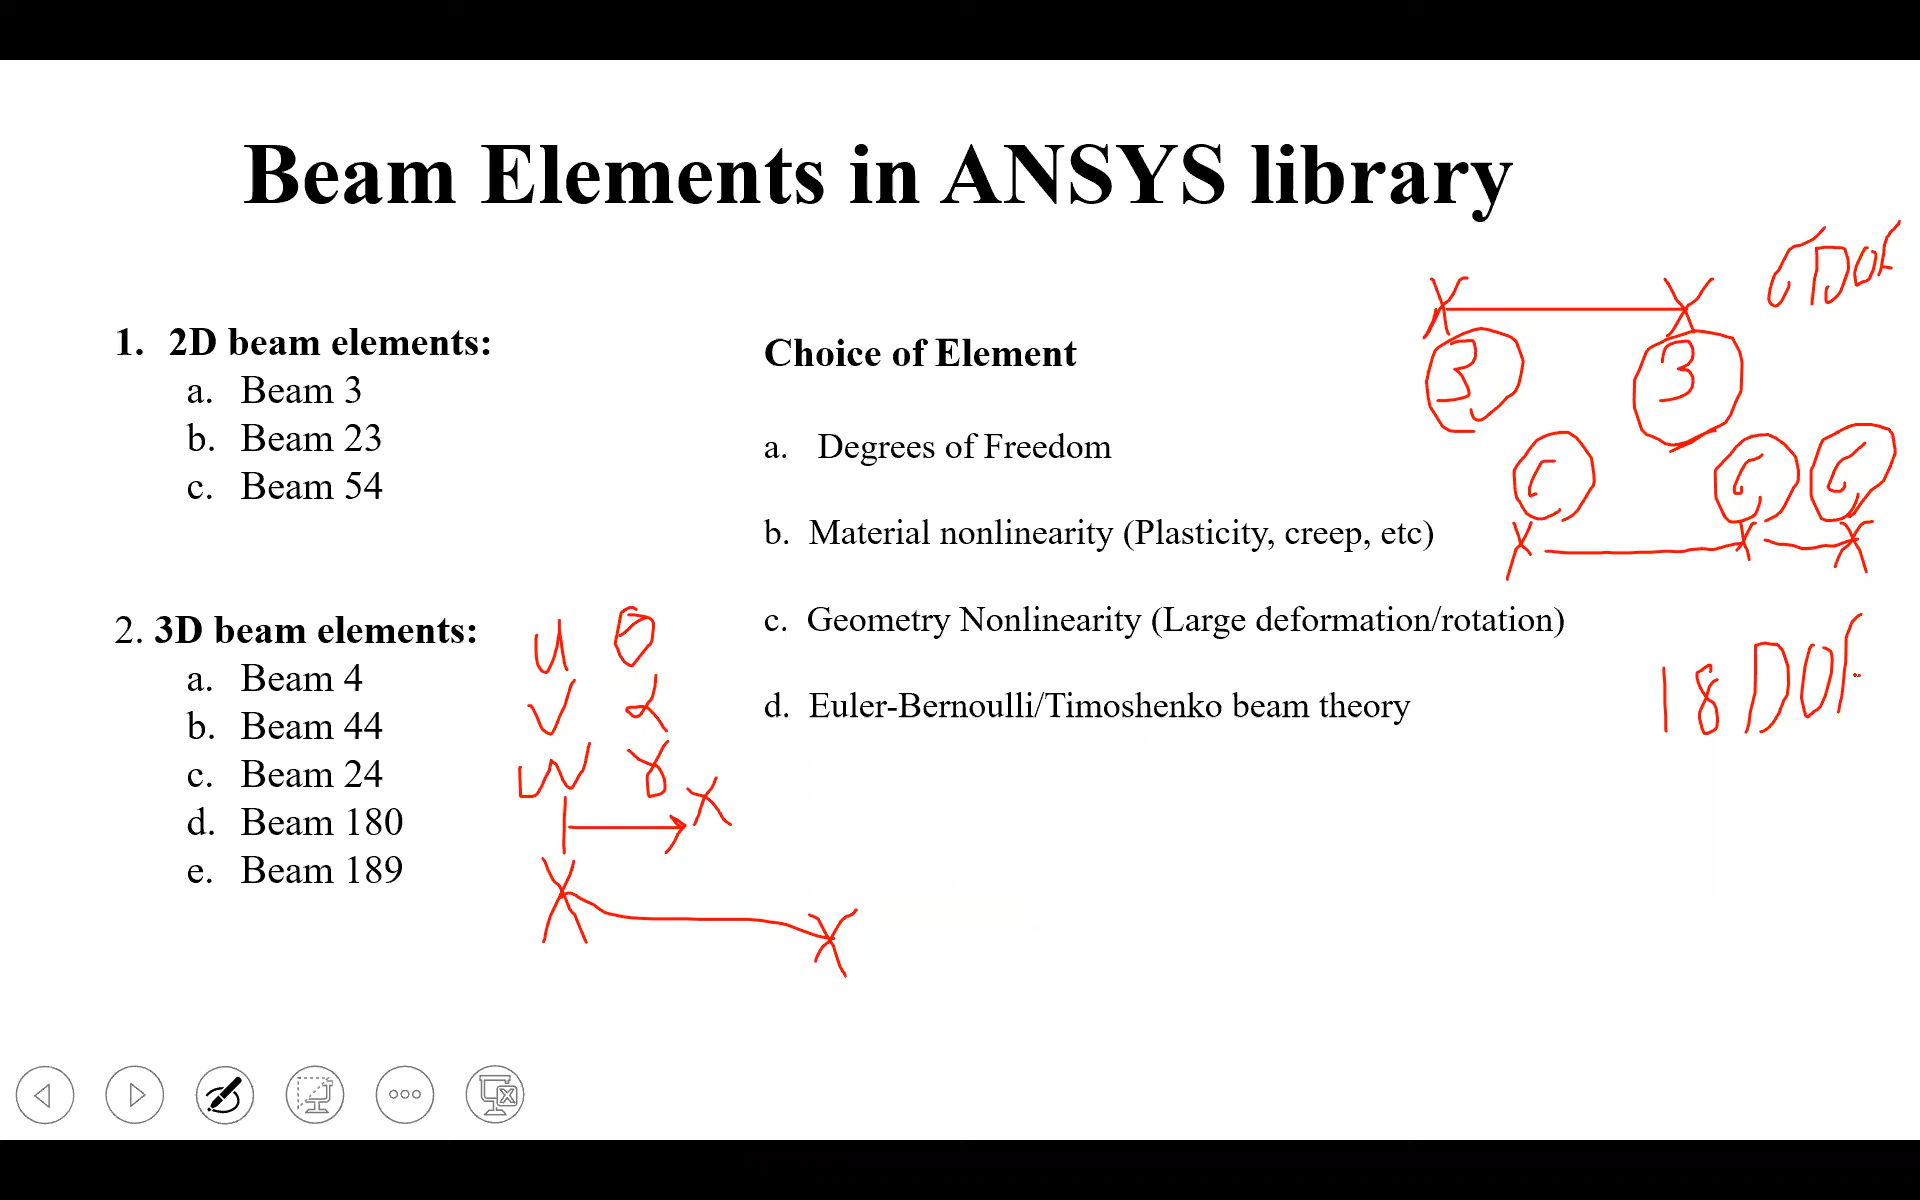 Beam Elements in ANSYS library
1. 2D beam elements:
a. Beam 3
b. Beam 23
c. Beam 54
2. 3D beam elements:
a. Beam 4
b. Beam 44
c. Beam 24
d. Beam 180
e. Beam 189
u θ
v α
w γ
x
Choice of Element
a. Degrees of Freedom
b. Material nonlinearity (Plasticity, creep, etc)
c. Geometry Nonlinearity (Large deformation/rotation)
d. Euler-Bernoulli/Timoshenko beam theory
6DOF
3 3
6 6 6
18 DOF